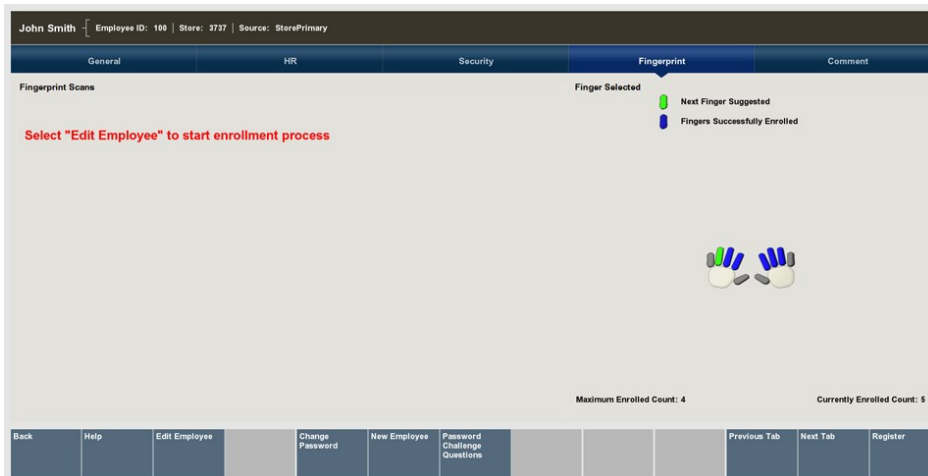 John Smith Employee ID: 100 | Store: 3737 | Source: StorePrimary
General HR Security Fingerprint Comment
Fingerprint Scans
Select "Edit Employee" to start enrollment process
Finger Selected
Next Finger Suggested
Fingers Successfully Enrolled
Maximum Enrolled Count: 4 Currently Enrolled Count: 5
Back
Help
Edit Employee
Change
Password
New Employee
Password
Challenge
Questions
Previous Tab
Next Tab
Register